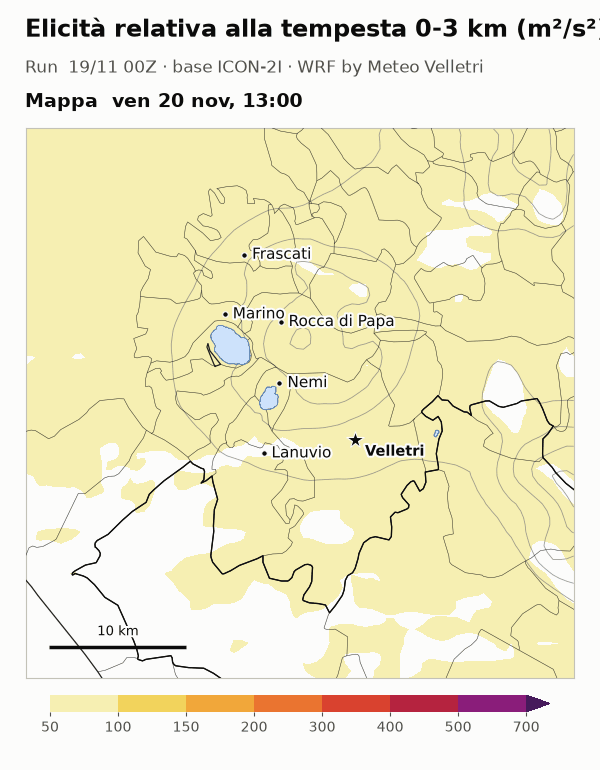 Elicità relativa alla tempesta 0-3 km (m²/s²)
Run  19/11 00Z · base ICON-2I · WRF by Meteo Velletri
Mappa  ven 20 nov, 13:00
Frascati
Marino
Rocca di Papa
Nemi
Velletri
Lanuvio
10 km
50 100 150 200 300 400 500 700